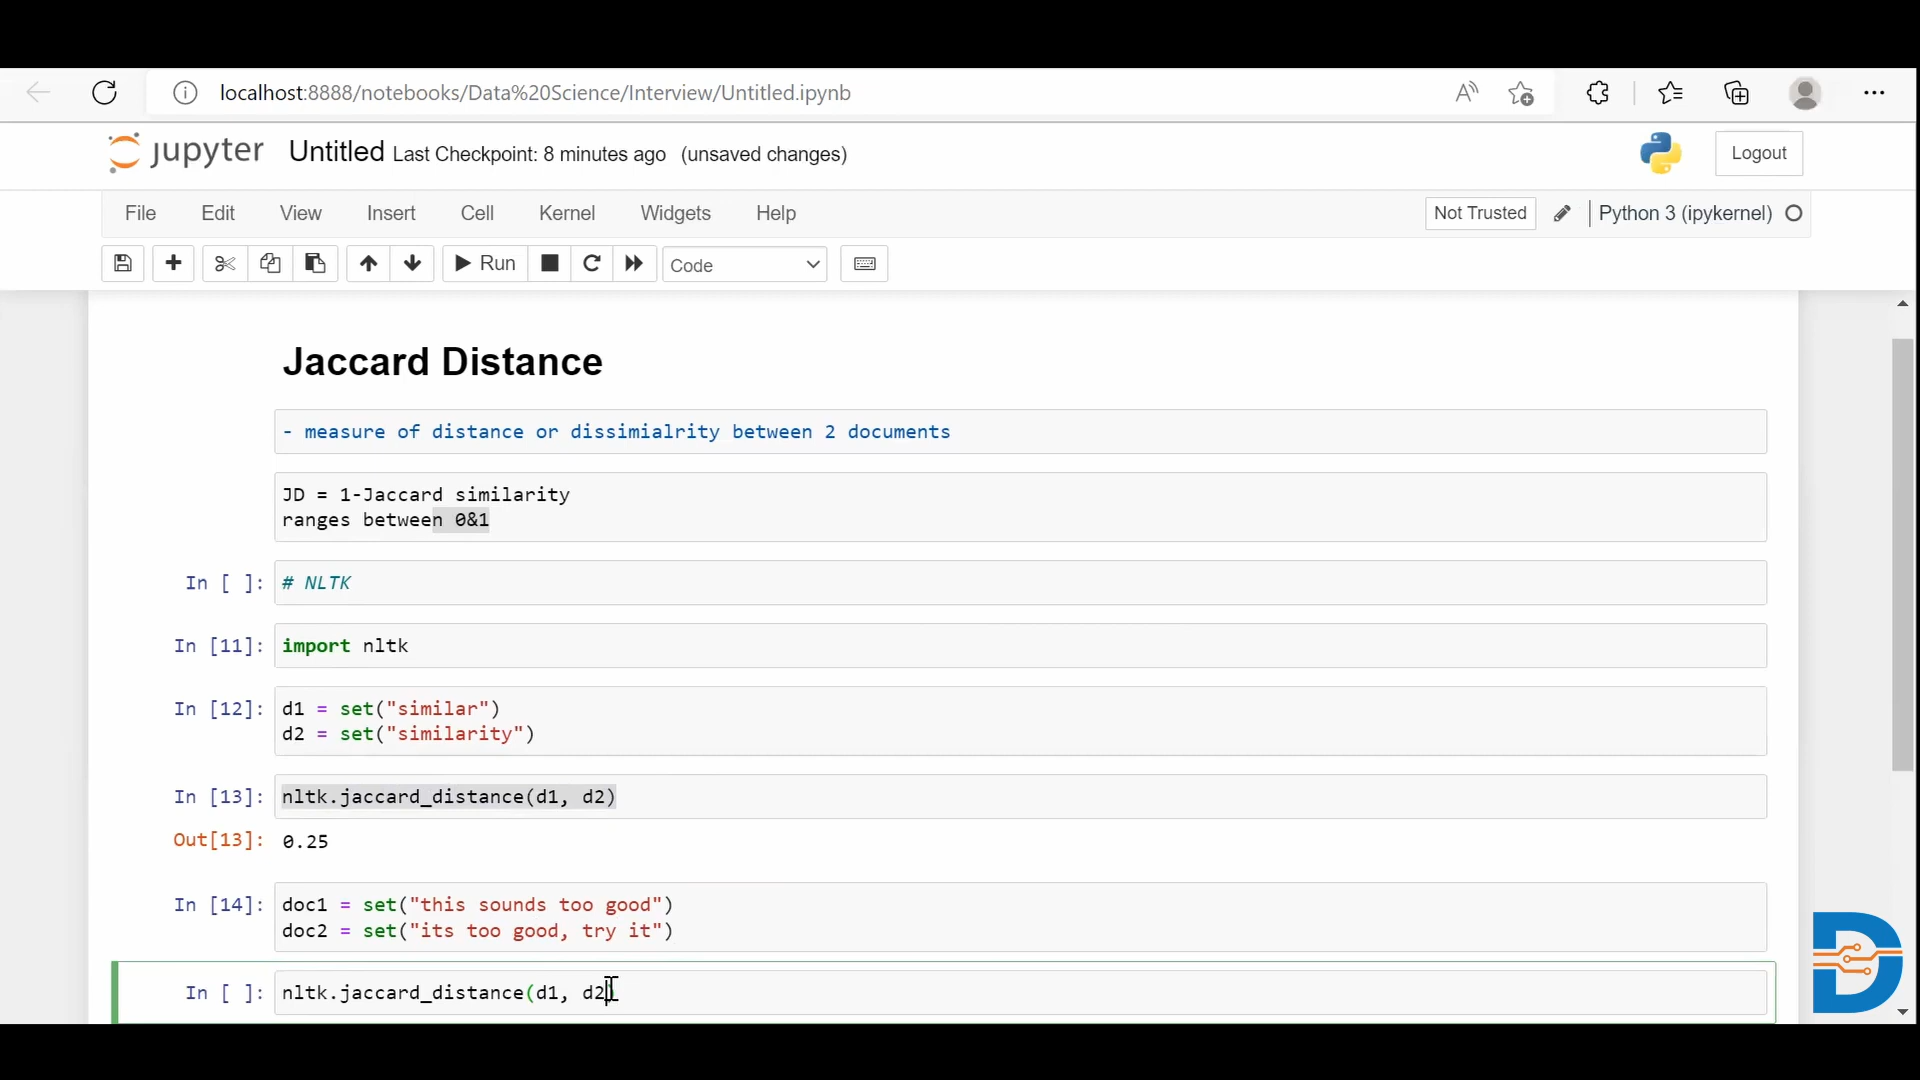 localhost:8888/notebooks/Data%20Science/Interview/Untitled.ipynb
jupyter Untitled Last Checkpoint: 8 minutes ago (unsaved changes)
Logout
File Edit View Insert Cell Kernel Widgets Help
Not Trusted
Python 3 (ipykernel)
Run
Code
Jaccard Distance
- measure of distance or dissimialrity between 2 documents
JD = 1-Jaccard similarity
ranges between 0&1
In [ ]: # NLTK
In [11]: import nltk
In [12]: d1 = set("similar")
d2 = set("similarity")
In [13]: nltk.jaccard_distance(d1, d2)
Out[13]: 0.25
In [14]: doc1 = set("this sounds too good")
doc2 = set("its too good, try it")
In [ ]: nltk.jaccard_distance(d1, d2)